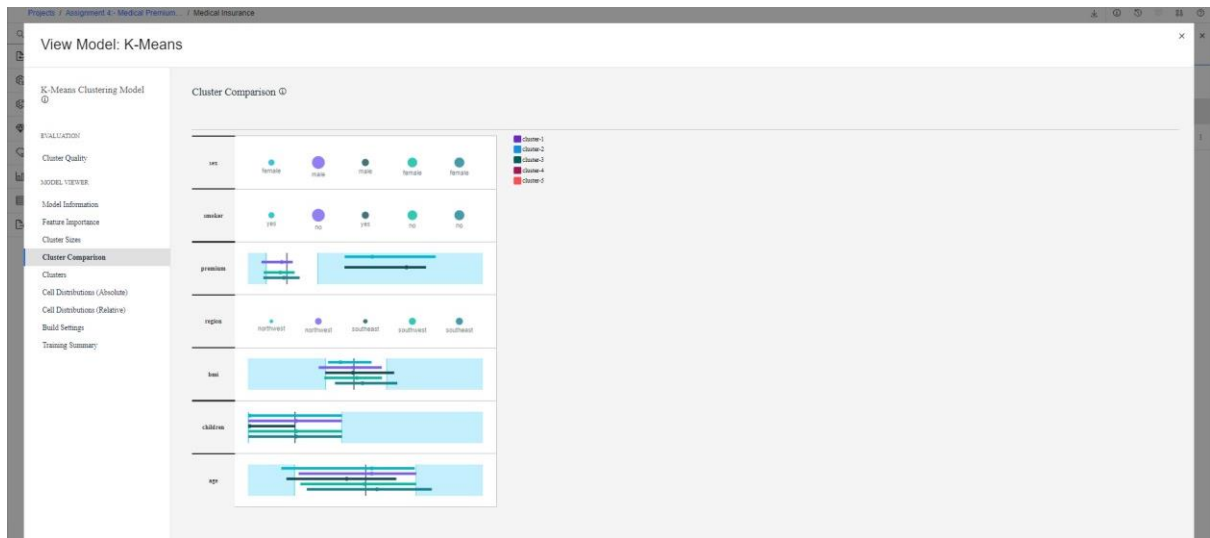 Projects / Assignment 4:- Medical Premium... / Medical Insurance
View Model: K-Means
K-Means Clustering Model
EVALUATION
Cluster Quality
MODEL VIEWER
Model Information
Feature Importance
Cluster Sizes
Cluster Comparison
Clusters
Cell Distributions (Absolute)
Cell Distributions (Relative)
Build Settings
Training Summary
Cluster Comparison
sex
female male male female female
smoker
yes no yes no no
premium
region
northwest northwest southeast southwest southeast
bmi
children
age
cluster-1
cluster-2
cluster-3
cluster-4
cluster-5